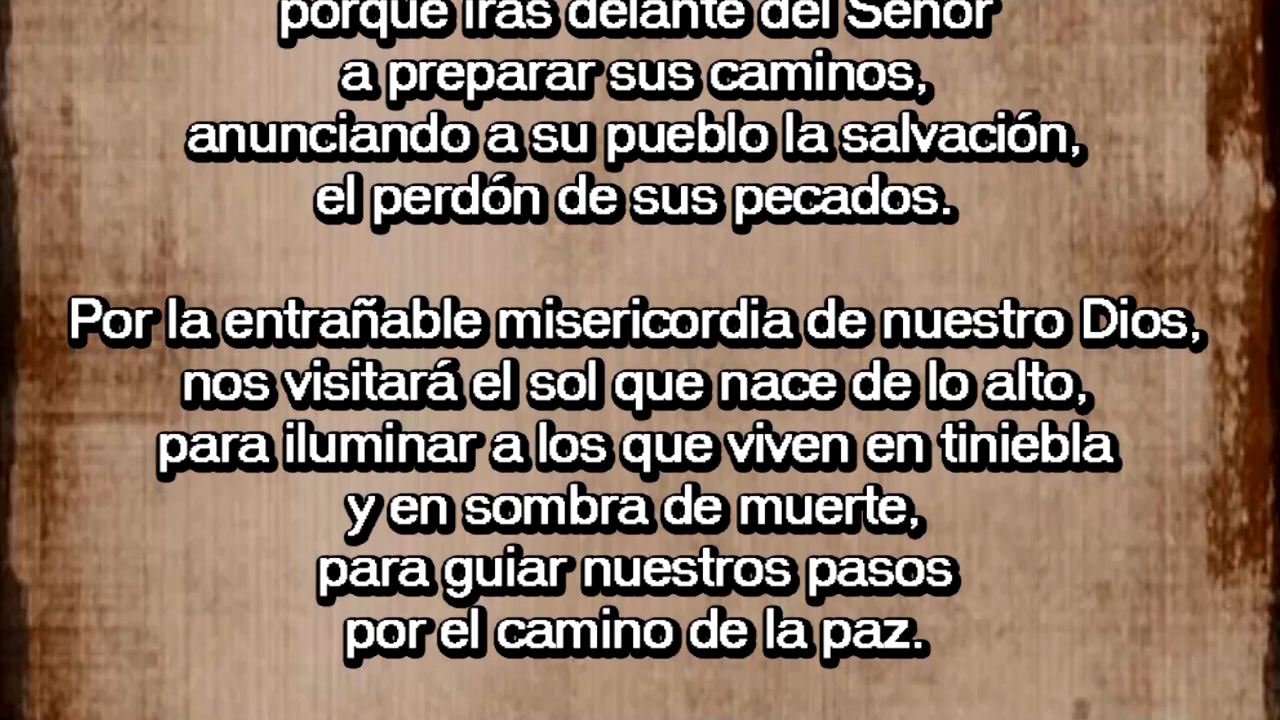 porque irás delante del Señor
a preparar sus caminos,
anunciando a su pueblo la salvación,
el perdón de sus pecados.
Por la entrañable misericordia de nuestro Dios,
nos visitará el sol que nace de lo alto,
para iluminar a los que viven en tiniebla
y en sombra de muerte,
para guiar nuestros pasos
por el camino de la paz.